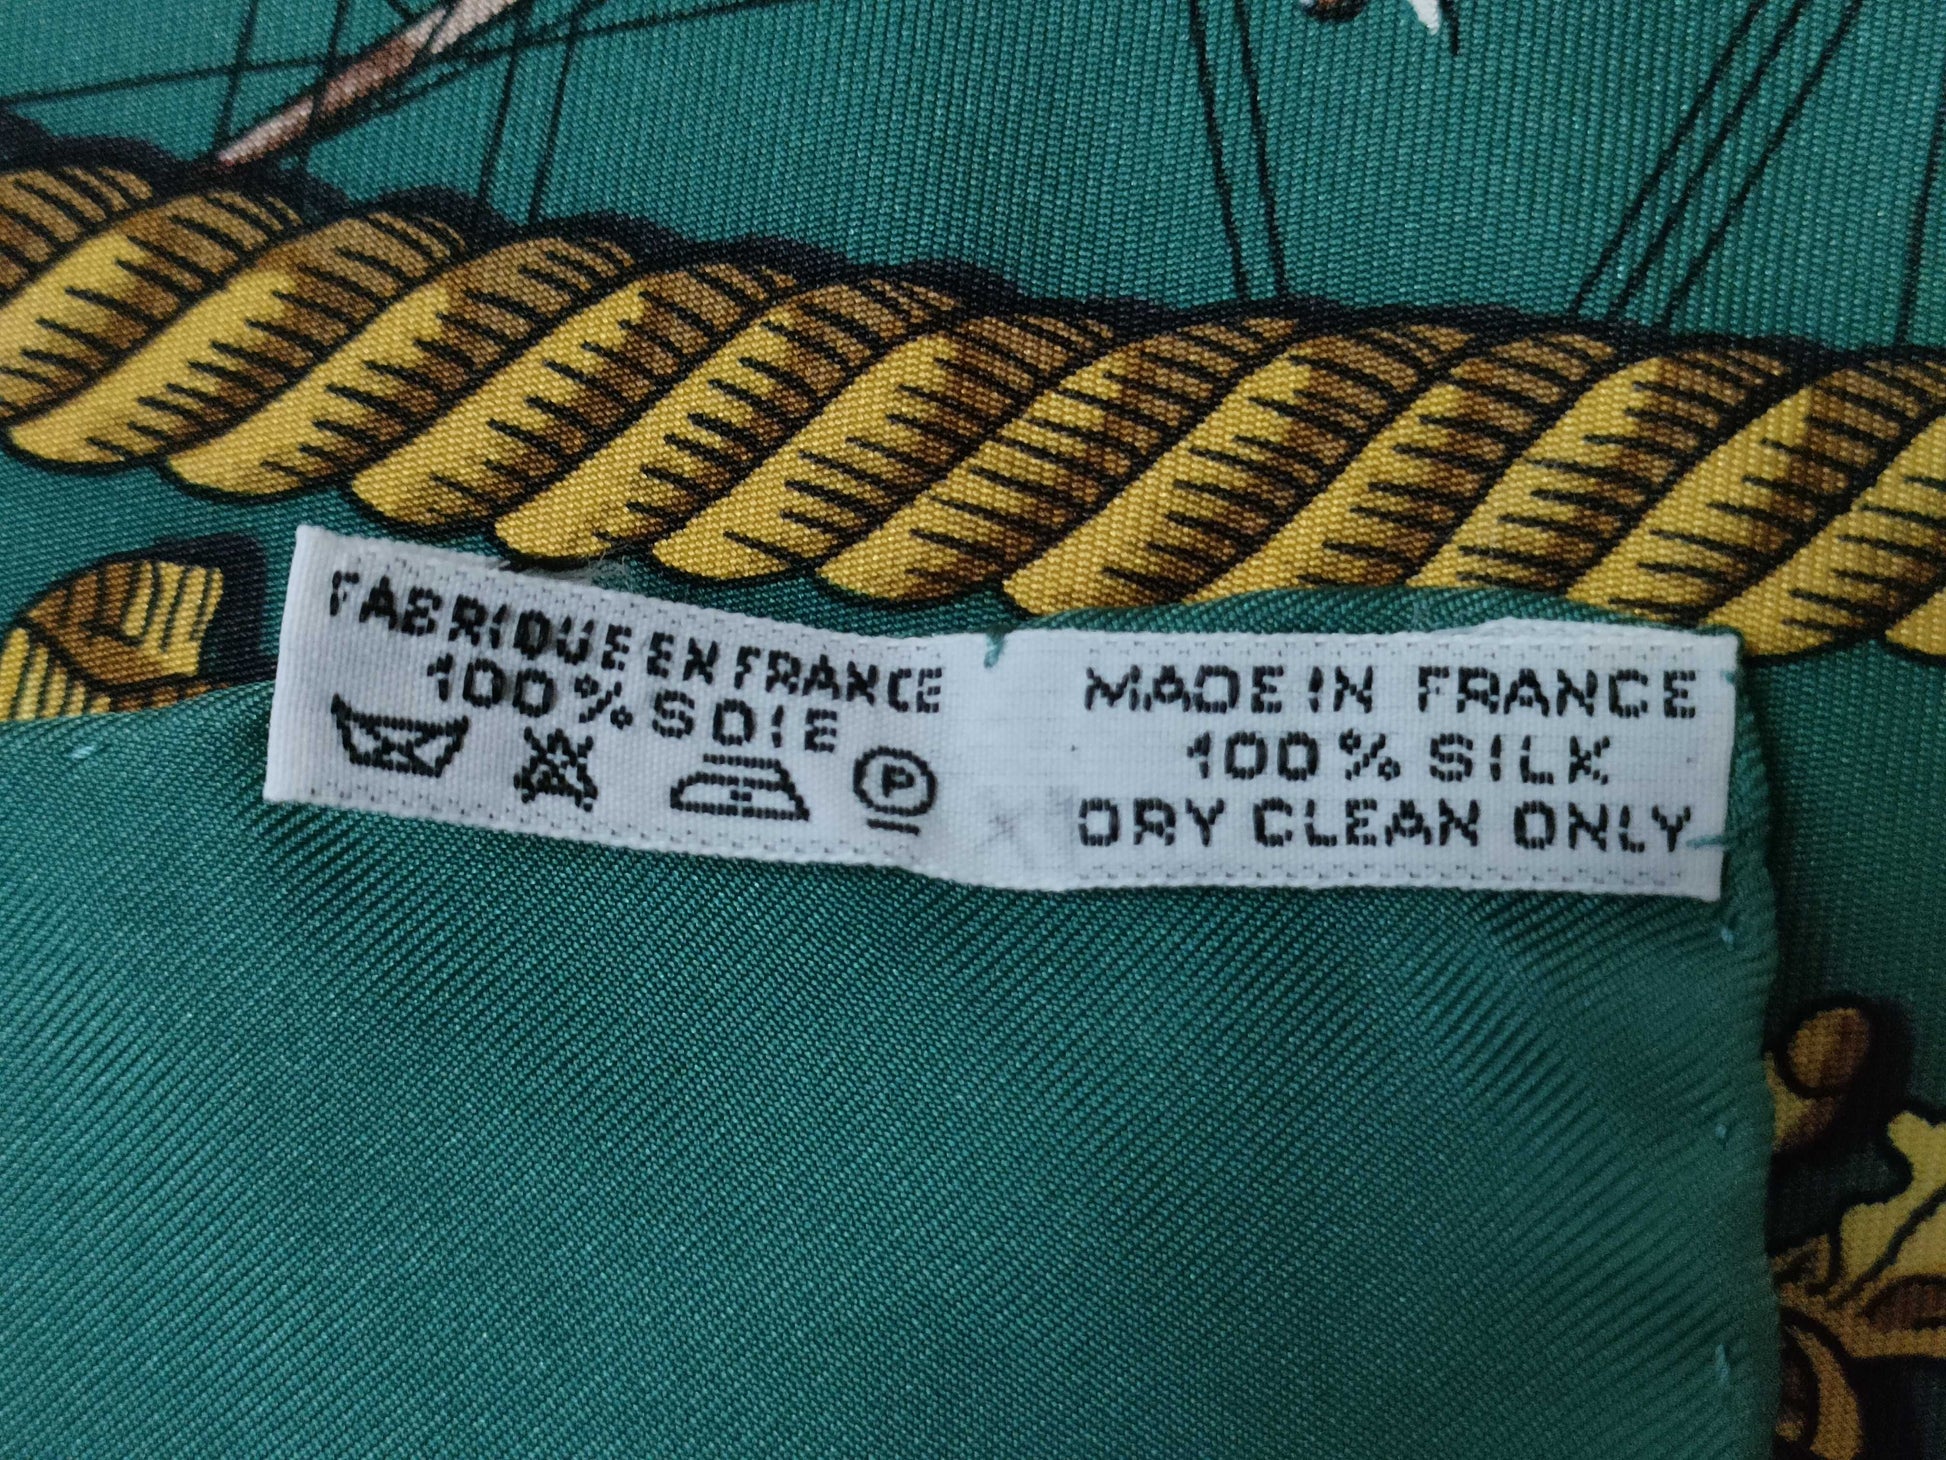 FABRIQUE EN FRANCE
100% SOIE
P
MADE IN FRANCE
100% SILK
DRY CLEAN ONLY